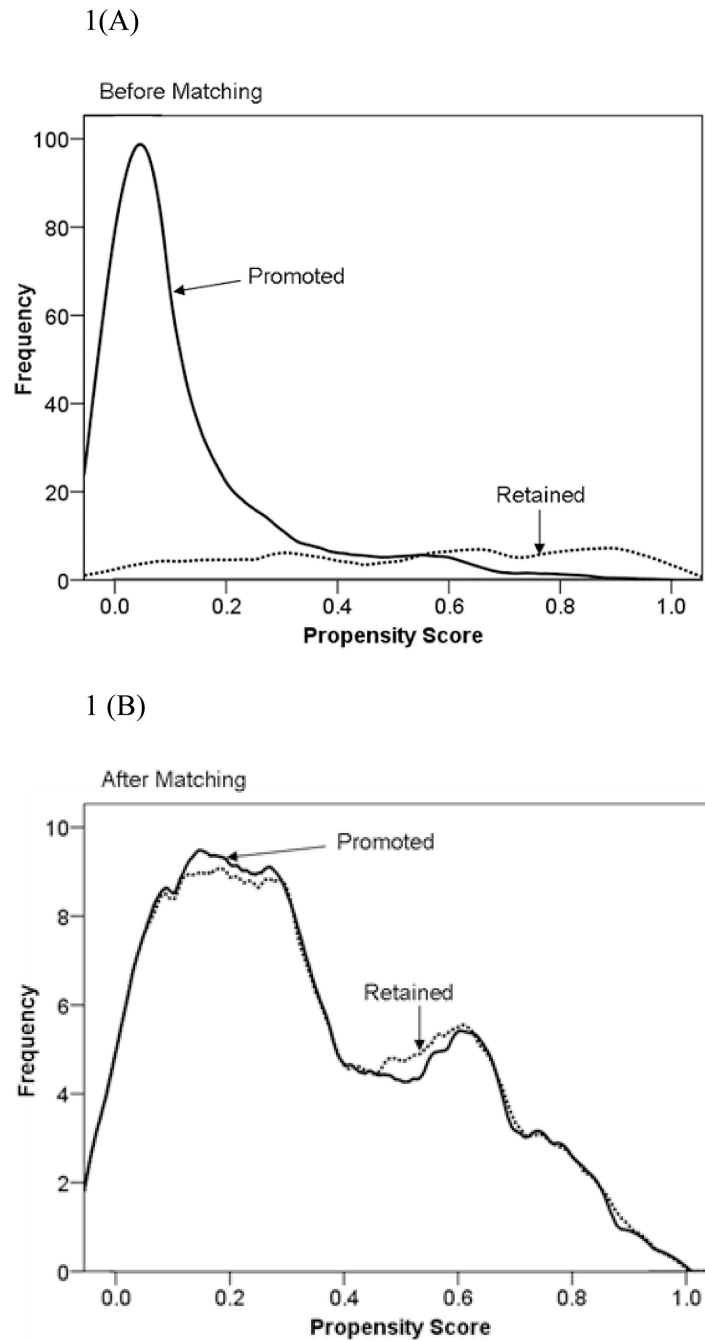 1(A)
Before Matching
100
80
60
40
20
0
Frequency
Promoted
Retained
0.0 0.2 0.4 0.6 0.8 1.0
Propensity Score
1 (B)
After Matching
10
8
6
4
2
0
Frequency
Promoted
Retained
0.0 0.2 0.4 0.6 0.8 1.0
Propensity Score